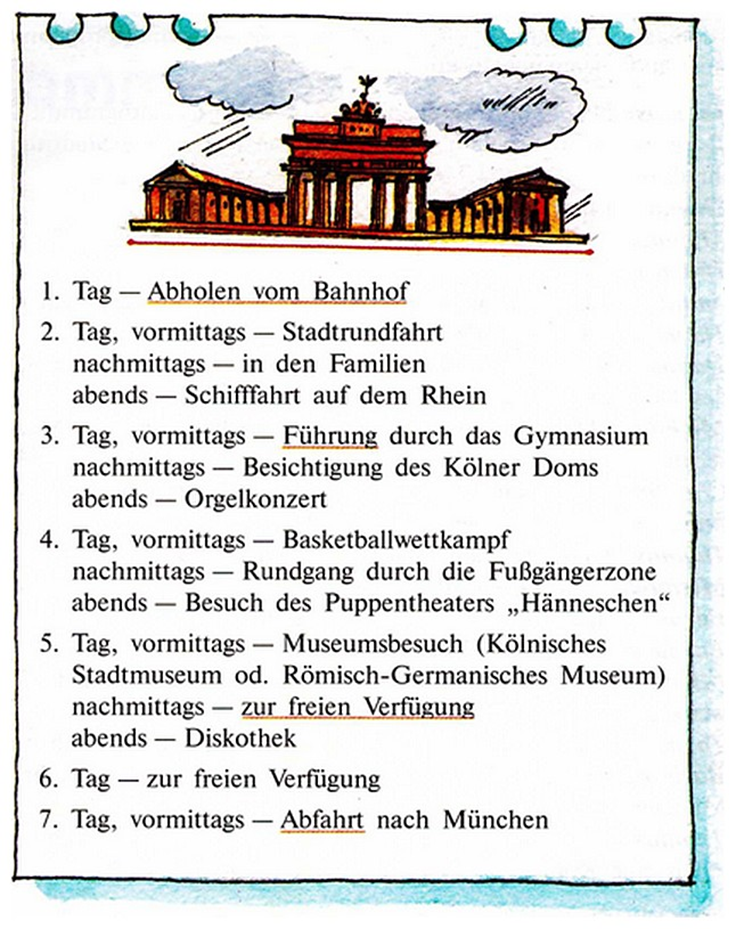 1. Tag — Abholen vom Bahnhof
2. Tag, vormittags — Stadtrundfahrt
nachmittags — in den Familien
abends — Schifffahrt auf dem Rhein
3. Tag, vormittags — Führung durch das Gymnasium
nachmittags — Besichtigung des Kölner Doms
abends — Orgelkonzert
4. Tag, vormittags — Basketballwettkampf
nachmittags — Rundgang durch die Fußgängerzone
abends — Besuch des Puppentheaters „Hänneschen“
5. Tag, vormittags — Museumsbesuch (Kölnisches
Stadtmuseum od. Römisch-Germanisches Museum)
nachmittags — zur freien Verfügung
abends — Diskothek
6. Tag — zur freien Verfügung
7. Tag, vormittags — Abfahrt nach München